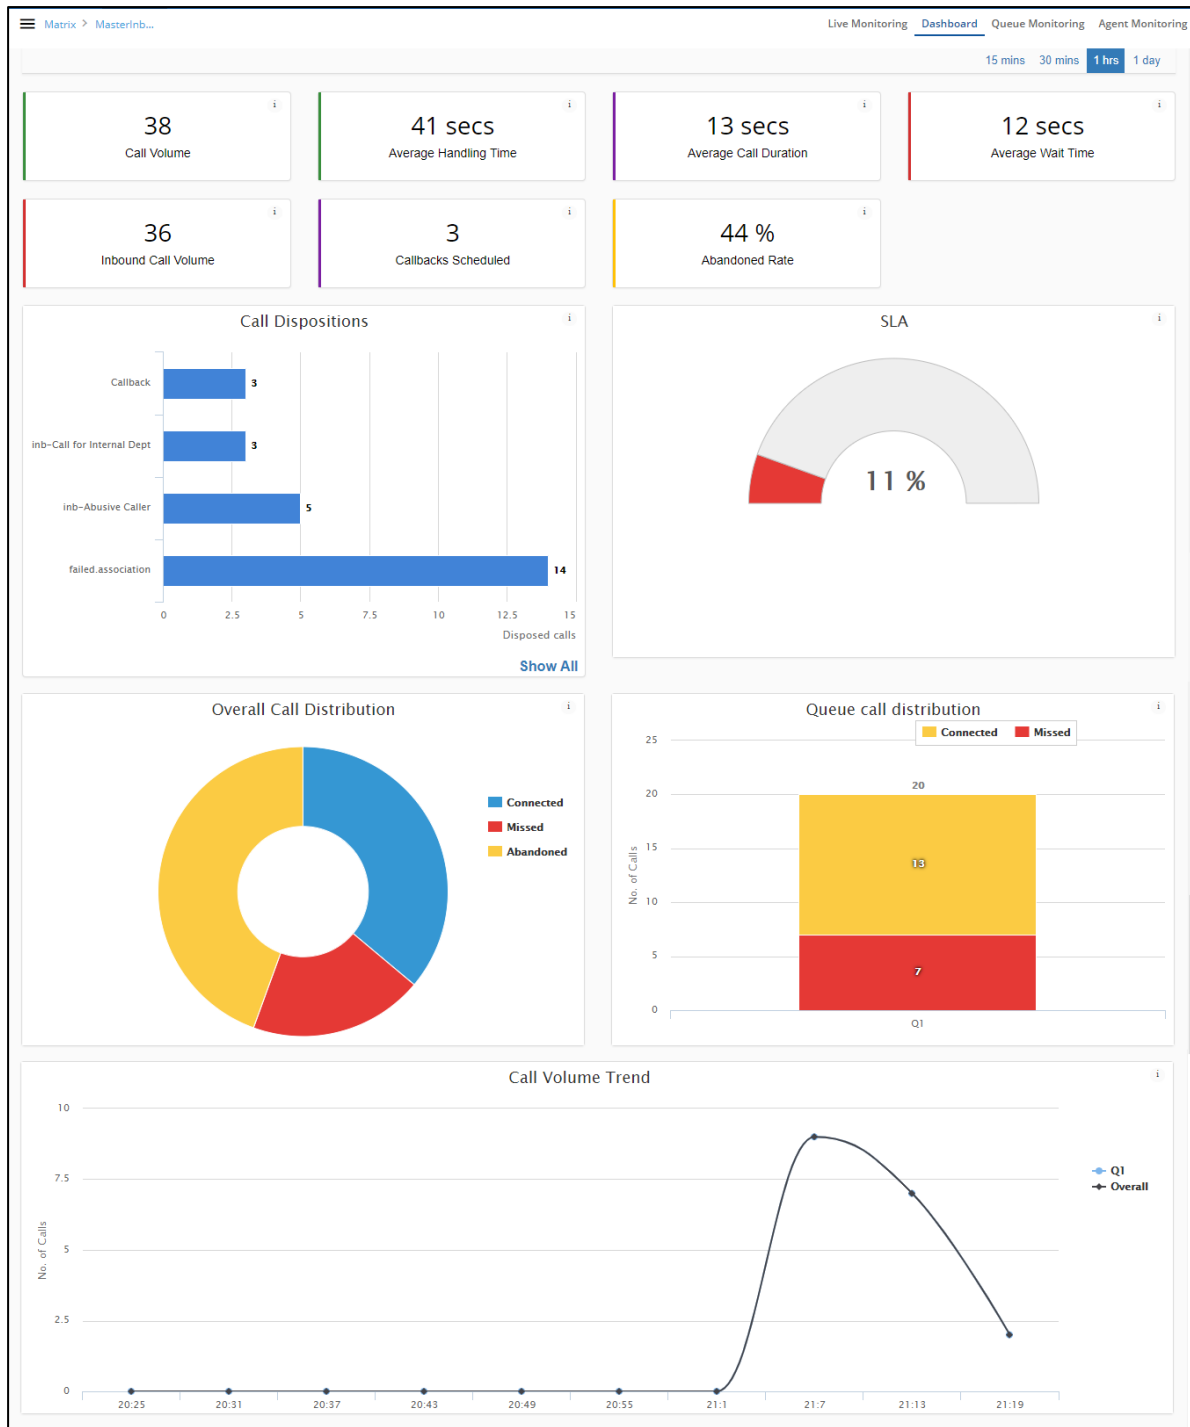 Matrix > MasterInb...
Live Monitoring Dashboard Queue Monitoring Agent Monitoring
15 mins 30 mins 1 hrs 1 day
i
38
Call Volume
i
41 secs
Average Handling Time
i
13 secs
Average Call Duration
i
12 secs
Average Wait Time
i
36
Inbound Call Volume
i
3
Callbacks Scheduled
i
44 %
Abandoned Rate
Call Dispositions
i
Callback
3
inb-Call for Internal Dept
3
inb-Abusive Caller
5
failed.association
14
0 2.5 5 7.5 10 12.5 15
Disposed calls
Show All
SLA
i
11 %
Overall Call Distribution
i
Connected
Missed
Abandoned
Queue call distribution
i
Connected Missed
25
20
15
10
5
0
No. of Calls
20
13
7
Q1
Call Volume Trend
i
10
7.5
5
2.5
0
No. of Calls
Q1
Overall
20:25 20:31 20:37 20:43 20:49 20:55 21:1 21:7 21:13 21:19